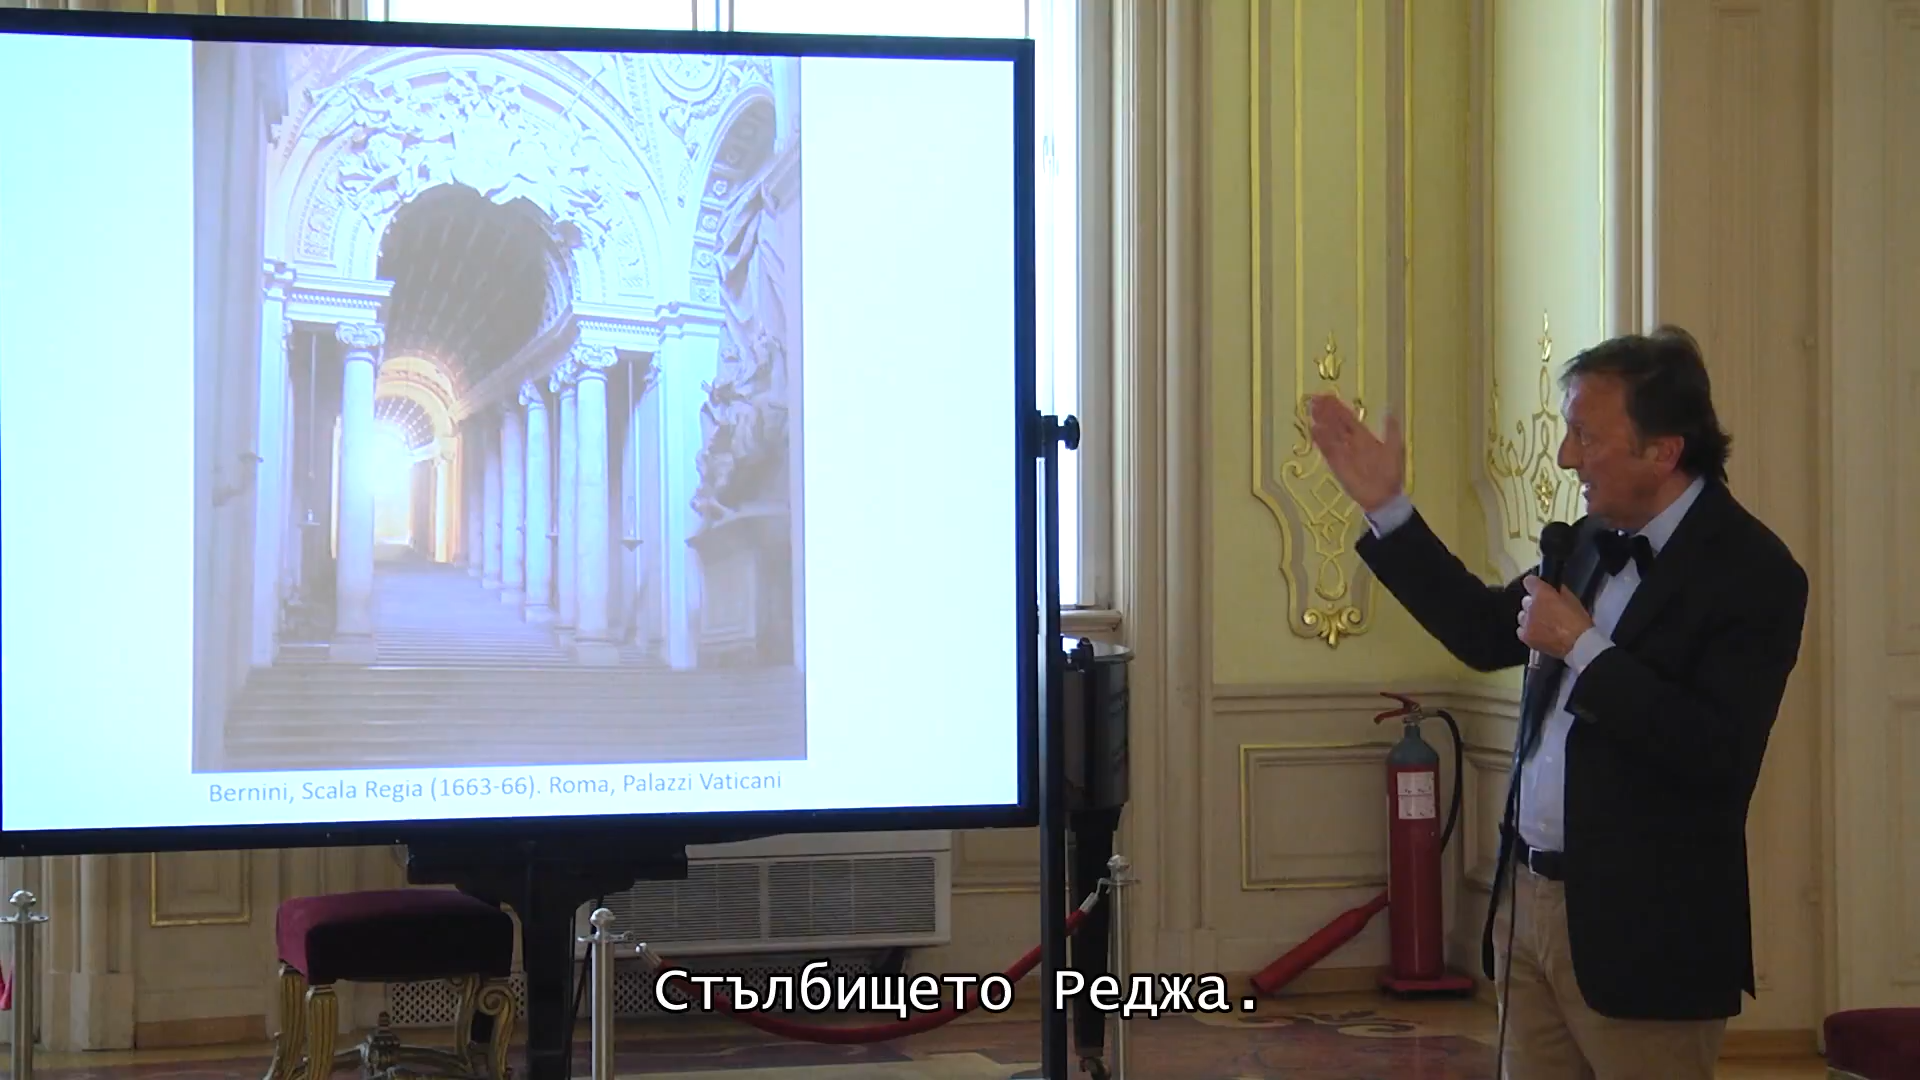 Bernini, Scala Regia (1663-66). Roma, Palazzi Vaticani
Стълбището Реджа.